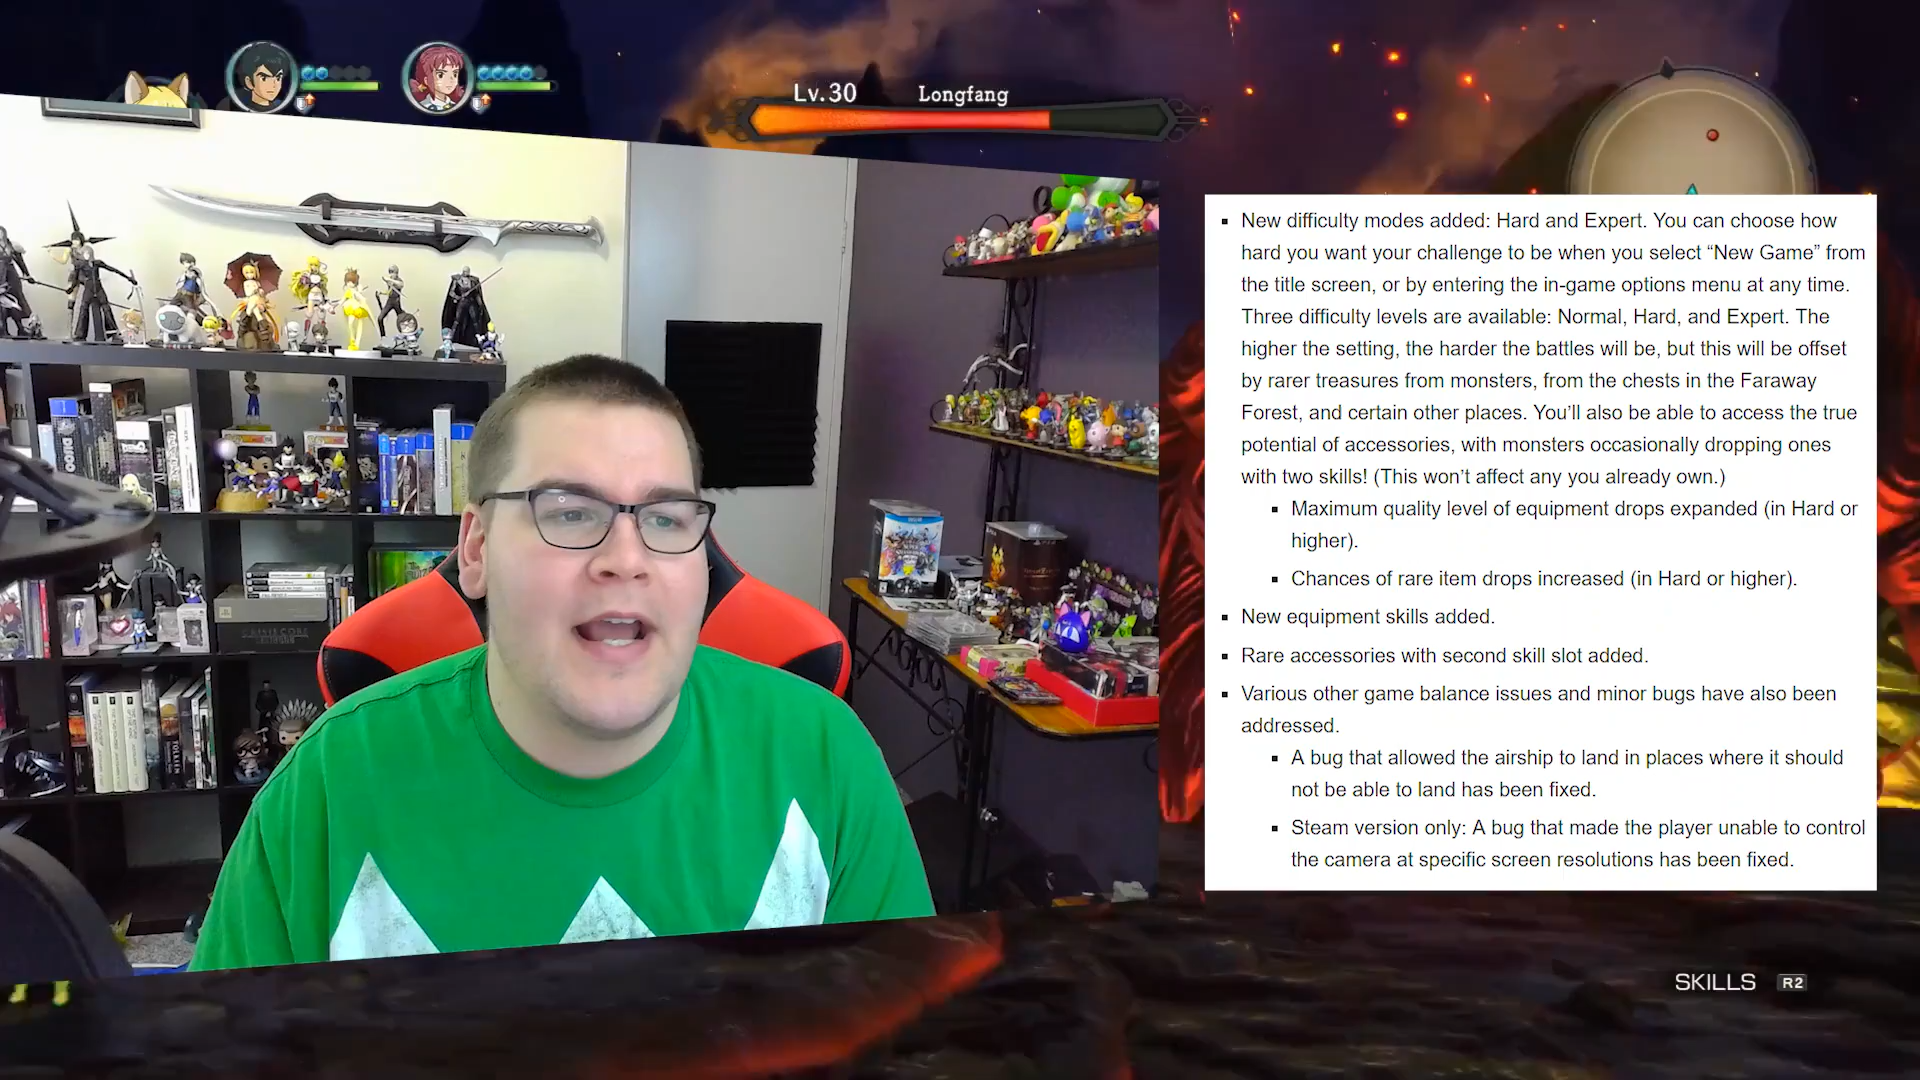 Lv.30 Longfang
New difficulty modes added: Hard and Expert. You can choose how
hard you want your challenge to be when you select “New Game” from
the title screen, or by entering the in-game options menu at any time.
Three difficulty levels are available: Normal, Hard, and Expert. The
higher the setting, the harder the battles will be, but this will be offset
by rarer treasures from monsters, from the chests in the Faraway
Forest, and certain other places. You’ll also be able to access the true
potential of accessories, with monsters occasionally dropping ones
with two skills! (This won’t affect any you already own.)
Maximum quality level of equipment drops expanded (in Hard or
higher).
Chances of rare item drops increased (in Hard or higher).
New equipment skills added.
Rare accessories with second skill slot added.
Various other game balance issues and minor bugs have also been
addressed.
A bug that allowed the airship to land in places where it should
not be able to land has been fixed.
Steam version only: A bug that made the player unable to control
the camera at specific screen resolutions has been fixed.
SKILLS R2